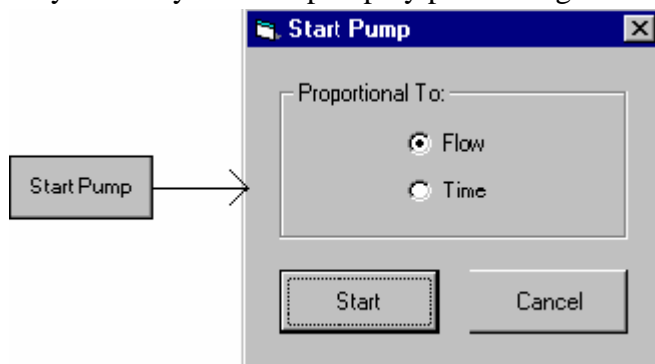 Start Pump
Proportional To:
Flow
Time
Start Pump
Start
Cancel